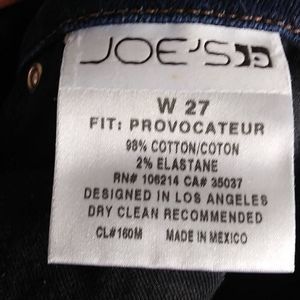 JOE'S
W 27
FIT: PROVOCATEUR
98% COTTON/COTON
2% ELASTANE
RN# 106214 CA# 35037
DESIGNED IN LOS ANGELES
DRY CLEAN RECOMMENDED
CL#160M MADE IN MEXICO